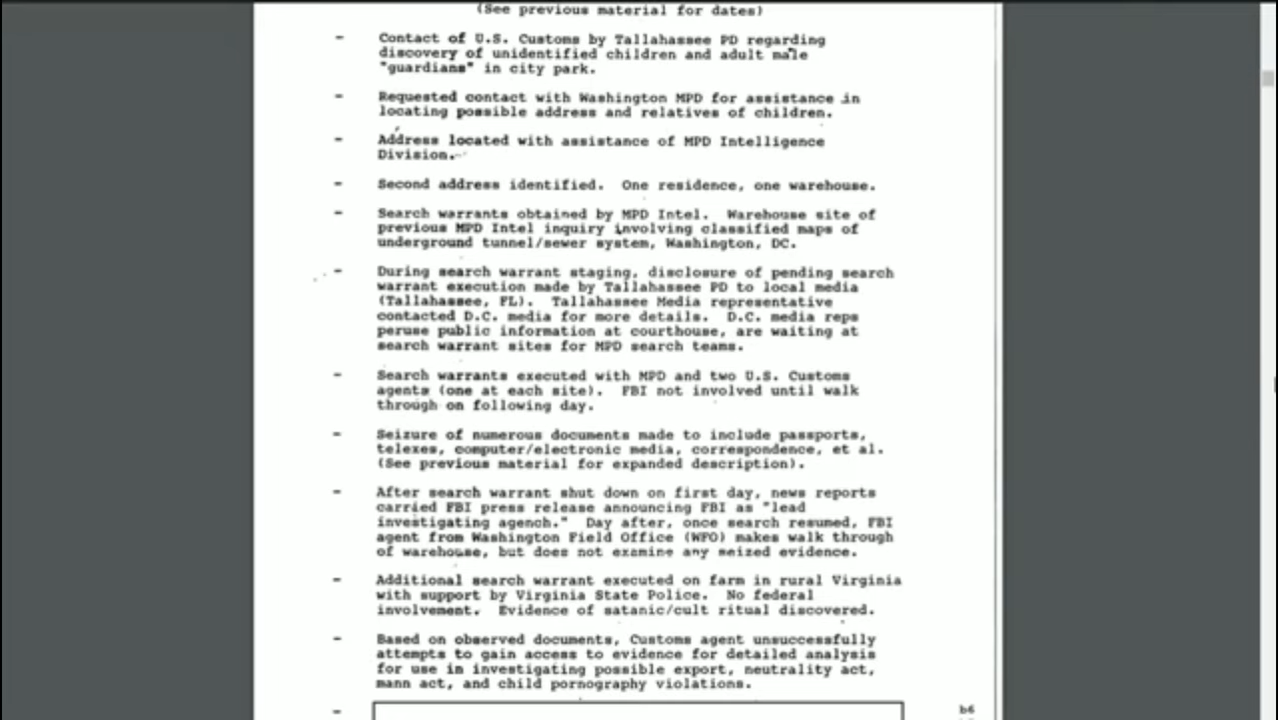 (See previous material for dates)
- Contact of U.S. Customs by Tallahassee PD regarding
discovery of unidentified children and adult male
"guardians" in city park.
- Requested contact with Washington MPD for assistance in
locating possible address and relatives of children.
- Address located with assistance of MPD Intelligence
Division.
- Second address identified. One residence, one warehouse.
- Search warrants obtained by MPD Intel. Warehouse site of
previous MPD Intel inquiry involving classified maps of
underground tunnel/sewer system, Washington, DC.
- During search warrant staging, disclosure of pending search
warrant execution made by Tallahassee PD to local media
(Tallahassee, FL). Tallahassee Media representative
contacted D.C. media for more details. D.C. media reps
peruse public information at courthouse, are waiting at
search warrant sites for MPD search teams.
- Search warrants executed with MPD and two U.S. Customs
agents (one at each site). FBI not involved until walk
through on following day.
- Seizure of numerous documents made to include passports,
telexes, computer/electronic media, correspondence, et al.
(See previous material for expanded description).
- After search warrant shut down on first day, news reports
carried FBI press release announcing FBI as "lead
investigating agench." Day after, once search resumed, FBI
agent from Washington Field Office (WFO) makes walk through
of warehouse, but does not examine any seized evidence.
- Additional search warrant executed on farm in rural Virginia
with support by Virginia State Police. No federal
involvement. Evidence of satanic/cult ritual discovered.
- Based on observed documents, Customs agent unsuccessfully
attempts to gain access to evidence for detailed analysis
for use in investigating possible export, neutrality act,
mann act, and child pornography violations.
- b6